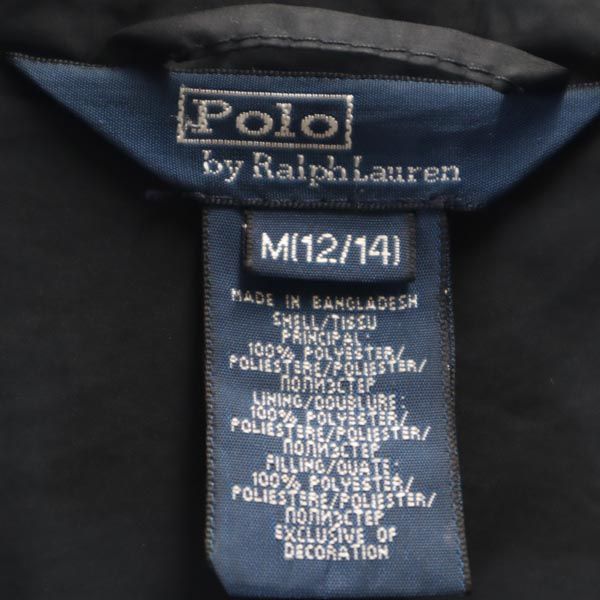 Polo
by Ralph Lauren
M(12/14)
MADE IN BANGLADESH
SHELL/TISSU
PRINCIPAL:
100% POLYESTER/
POLIESTERE/POLIESTER/
ПОЛИЭСТЕР
LINING/DOUBLURE:
100% POLYESTER/
POLIESTERE/POLIESTER/
ПОЛИЭСТЕР
FILLING/OUATE:
100% POLYESTER/
POLIESTERE/POLIESTER/
ПОЛИЭСТЕР
EXCLUSIVE OF
DECORATION